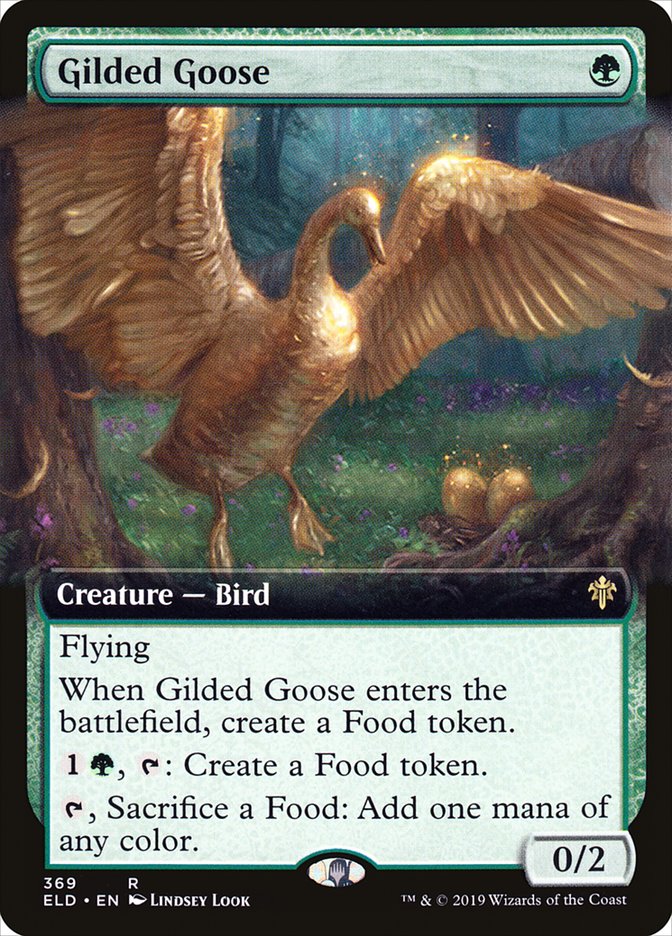 Gilded Goose
Creature — Bird
Flying
When Gilded Goose enters the
battlefield, create a Food token.
1 , : Create a Food token.
, Sacrifice a Food: Add one mana of
any color.
0/2
369 R
ELD • EN LINDSEY LOOK
™ & © 2019 Wizards of the Coast